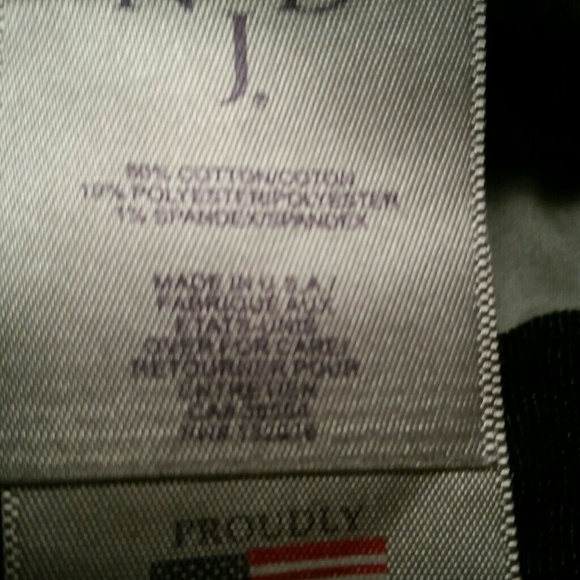 J.
80% COTTON/COTON
19% POLYESTER/POLYESTER
1% SPANDEX/SPANDEX
MADE IN U.S.A/
FABRIQUE AUX
ETATS-UNIS
OVER FOR CARE
RETOURNER POUR
PROUDLY